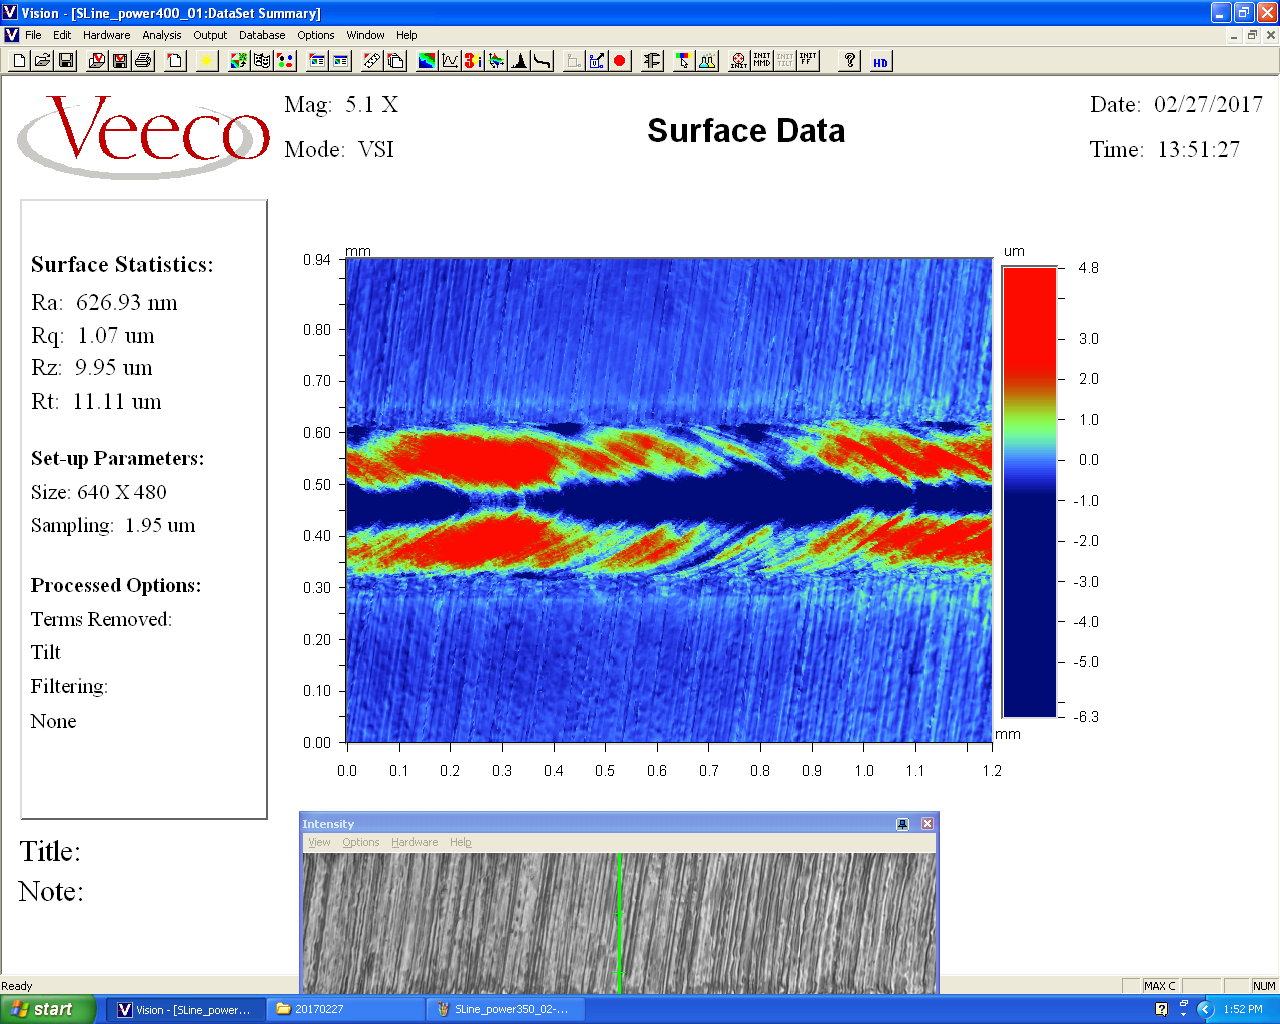 Vision - [SLine_power400_01:DataSet Summary]
File Edit Hardware Analysis Output Database Options Window Help
INIT INIT MMD INIT TILT INIT FF ? HD
Veeco
Mag: 5.1 X
Mode: VSI
Surface Data
Date: 02/27/2017
Time: 13:51:27
Surface Statistics:
Ra: 626.93 nm
Rq: 1.07 um
Rz: 9.95 um
Rt: 11.11 um
Set-up Parameters:
Size: 640 X 480
Sampling: 1.95 um
Processed Options:
Terms Removed:
Tilt
Filtering:
None
mm
0.94
0.80
0.70
0.60
0.50
0.40
0.30
0.20
0.10
0.00
0.0 0.1 0.2 0.3 0.4 0.5 0.6 0.7 0.8 0.9 1.0 1.1 1.2
mm
um
4.8
3.0
2.0
1.0
0.0
-1.0
-2.0
-3.0
-4.0
-5.0
-6.3
Title:
Note:
Intensity
View Options Hardware Help
Ready
MAX C
NUM
start
Vision - [SLine_power...
20170227
SLine_power350_02-...
1:52 PM